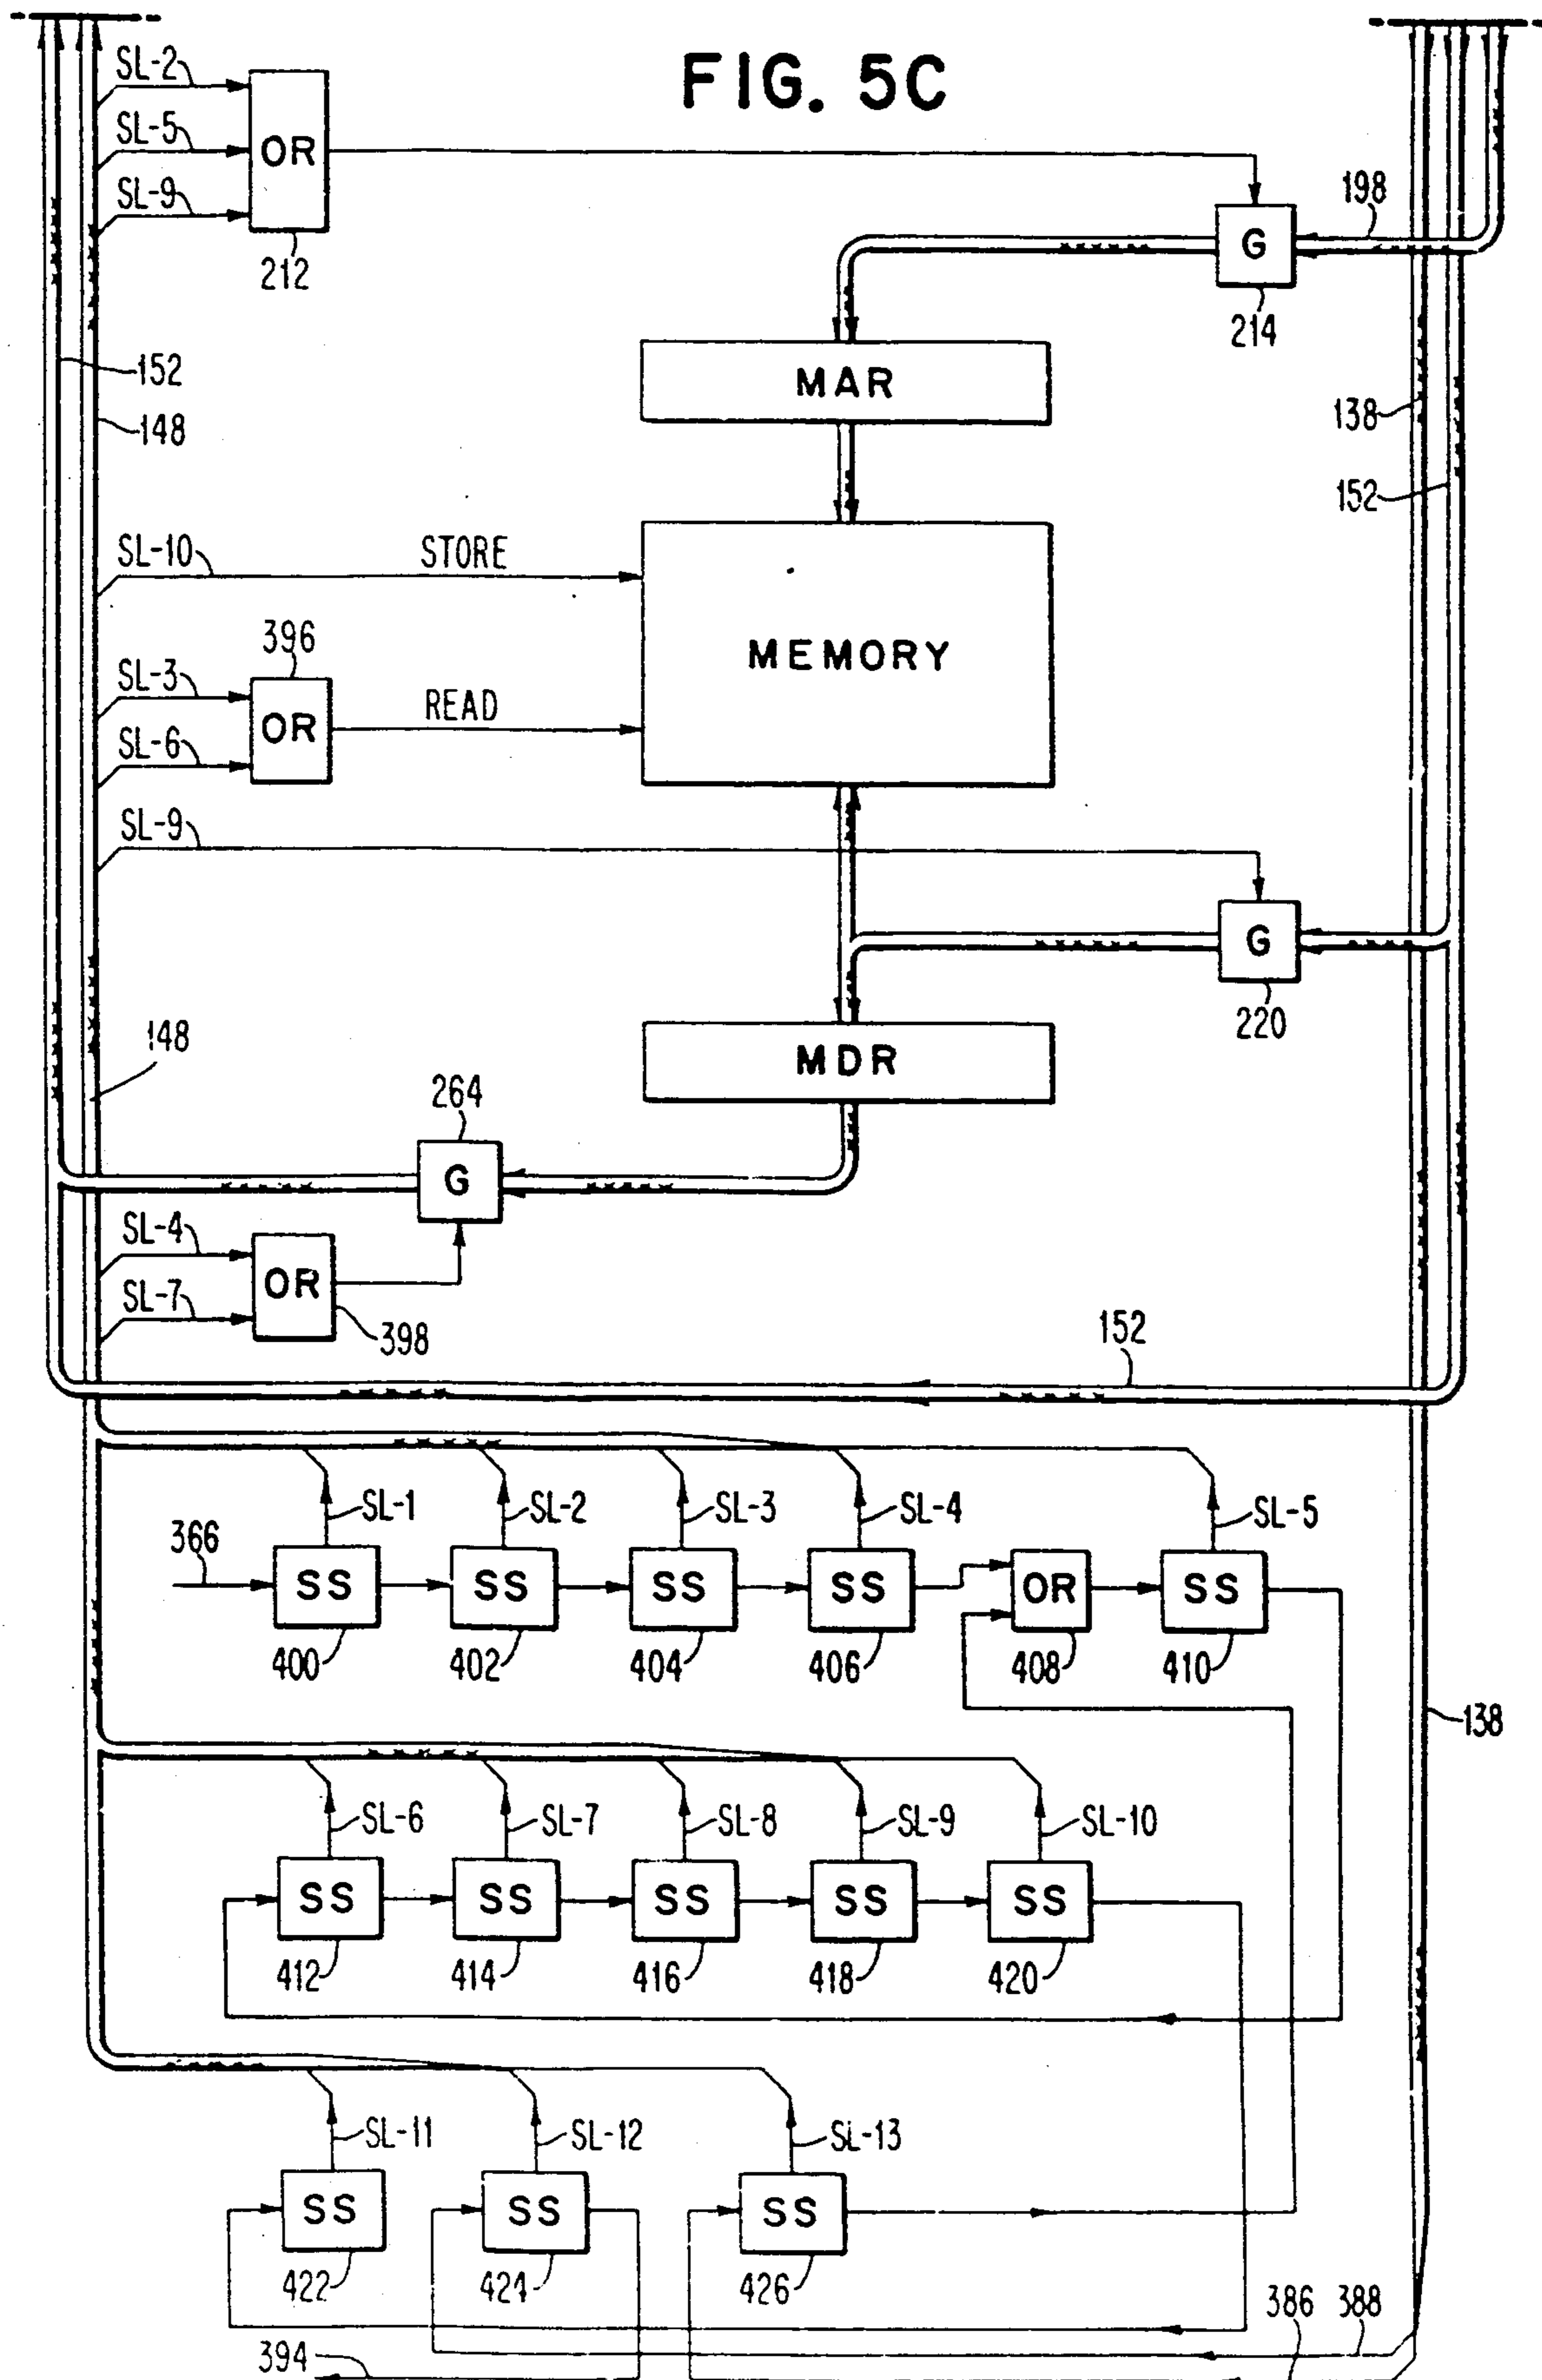 FIG. 5C
SL-2
SL-5
OR
SL-9
212
198
G
214
MAR
152
148
138
152
SL-10
STORE
396
MEMORY
SL-3
OR
READ
SL-6
SL-9
G
220
148
MDR
264
G
SL-4
OR
SL-7
398
152
SL-1
SL-2
SL-3
SL-4
SL-5
366
SS
SS
SS
SS
OR
SS
400
402
404
406
408
410
138
SL-6
SL-7
SL-8
SL-9
SL-10
SS
SS
SS
SS
SS
412
414
416
418
420
SL-11
SL-12
SL-13
SS
SS
SS
422
424
426
386
388
394